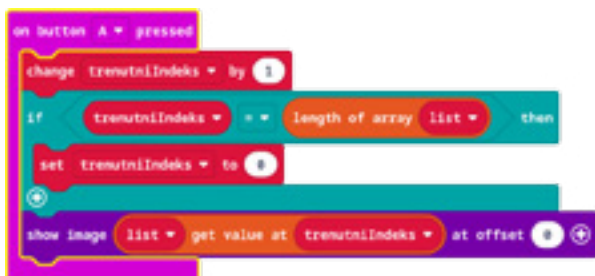 on button A pressed
change trenutniIndeks by 1
if trenutniIndeks = length of array list then
set trenutniIndeks to 0
show image list get value at trenutniIndeks at offset 0